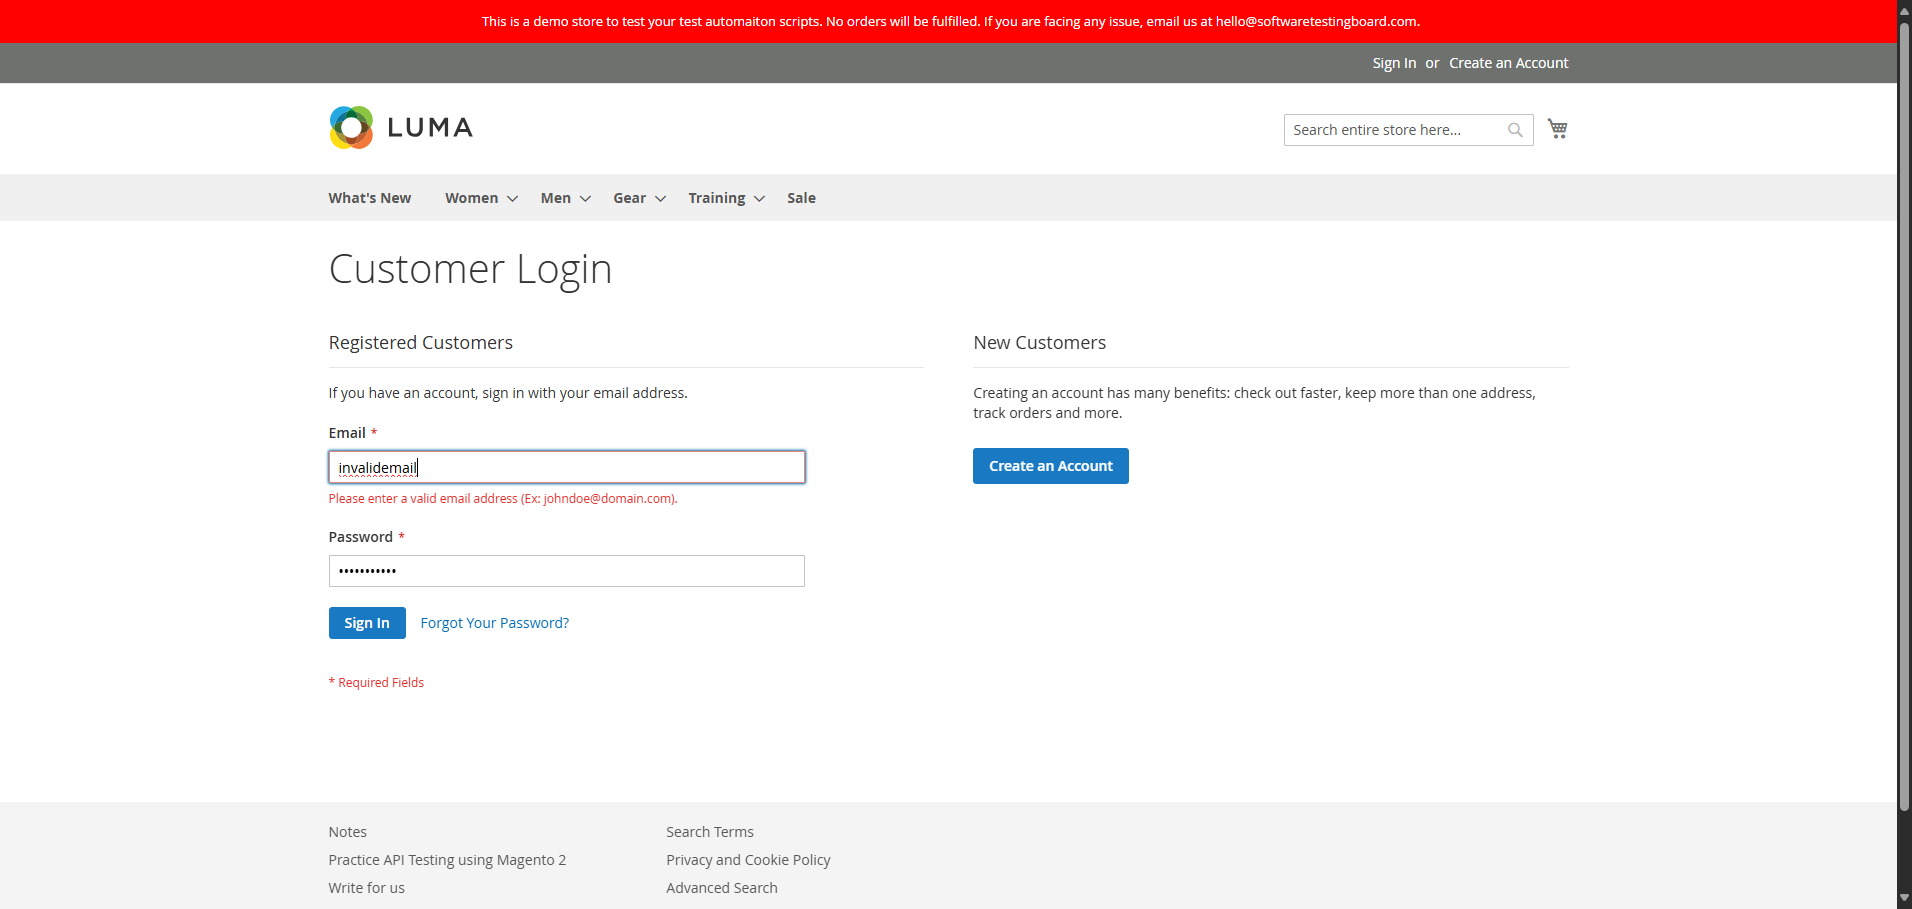 This is a demo store to test your test automaiton scripts. No orders will be fulfilled. If you are facing any issue, email us at hello@softwaretestingboard.com.
Sign In or Create an Account
LUMA
Search entire store here...
What's New Women Men Gear Training Sale
Customer Login
Registered Customers
If you have an account, sign in with your email address.
Email *
invalidemail
Please enter a valid email address (Ex: johndoe@domain.com).
Password *
•••••••••••
Sign In Forgot Your Password?
* Required Fields
New Customers
Creating an account has many benefits: check out faster, keep more than one address,
track orders and more.
Create an Account
Notes
Practice API Testing using Magento 2
Write for us
Search Terms
Privacy and Cookie Policy
Advanced Search